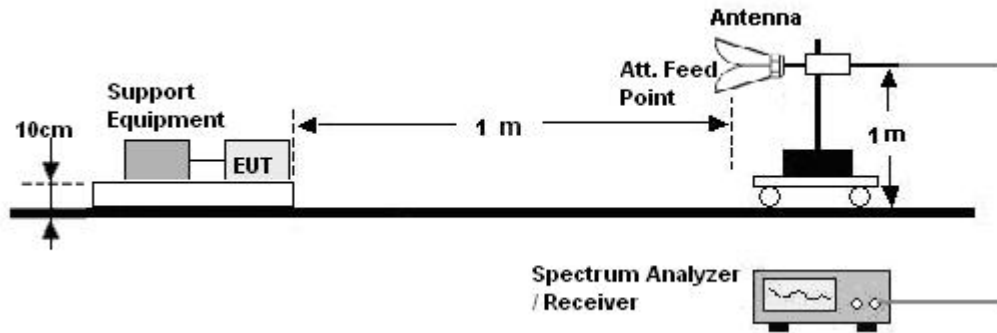 Antenna
Att. Feed
Point
Support
Equipment
10cm
1 m
1 m
EUT
Spectrum Analyzer
/ Receiver